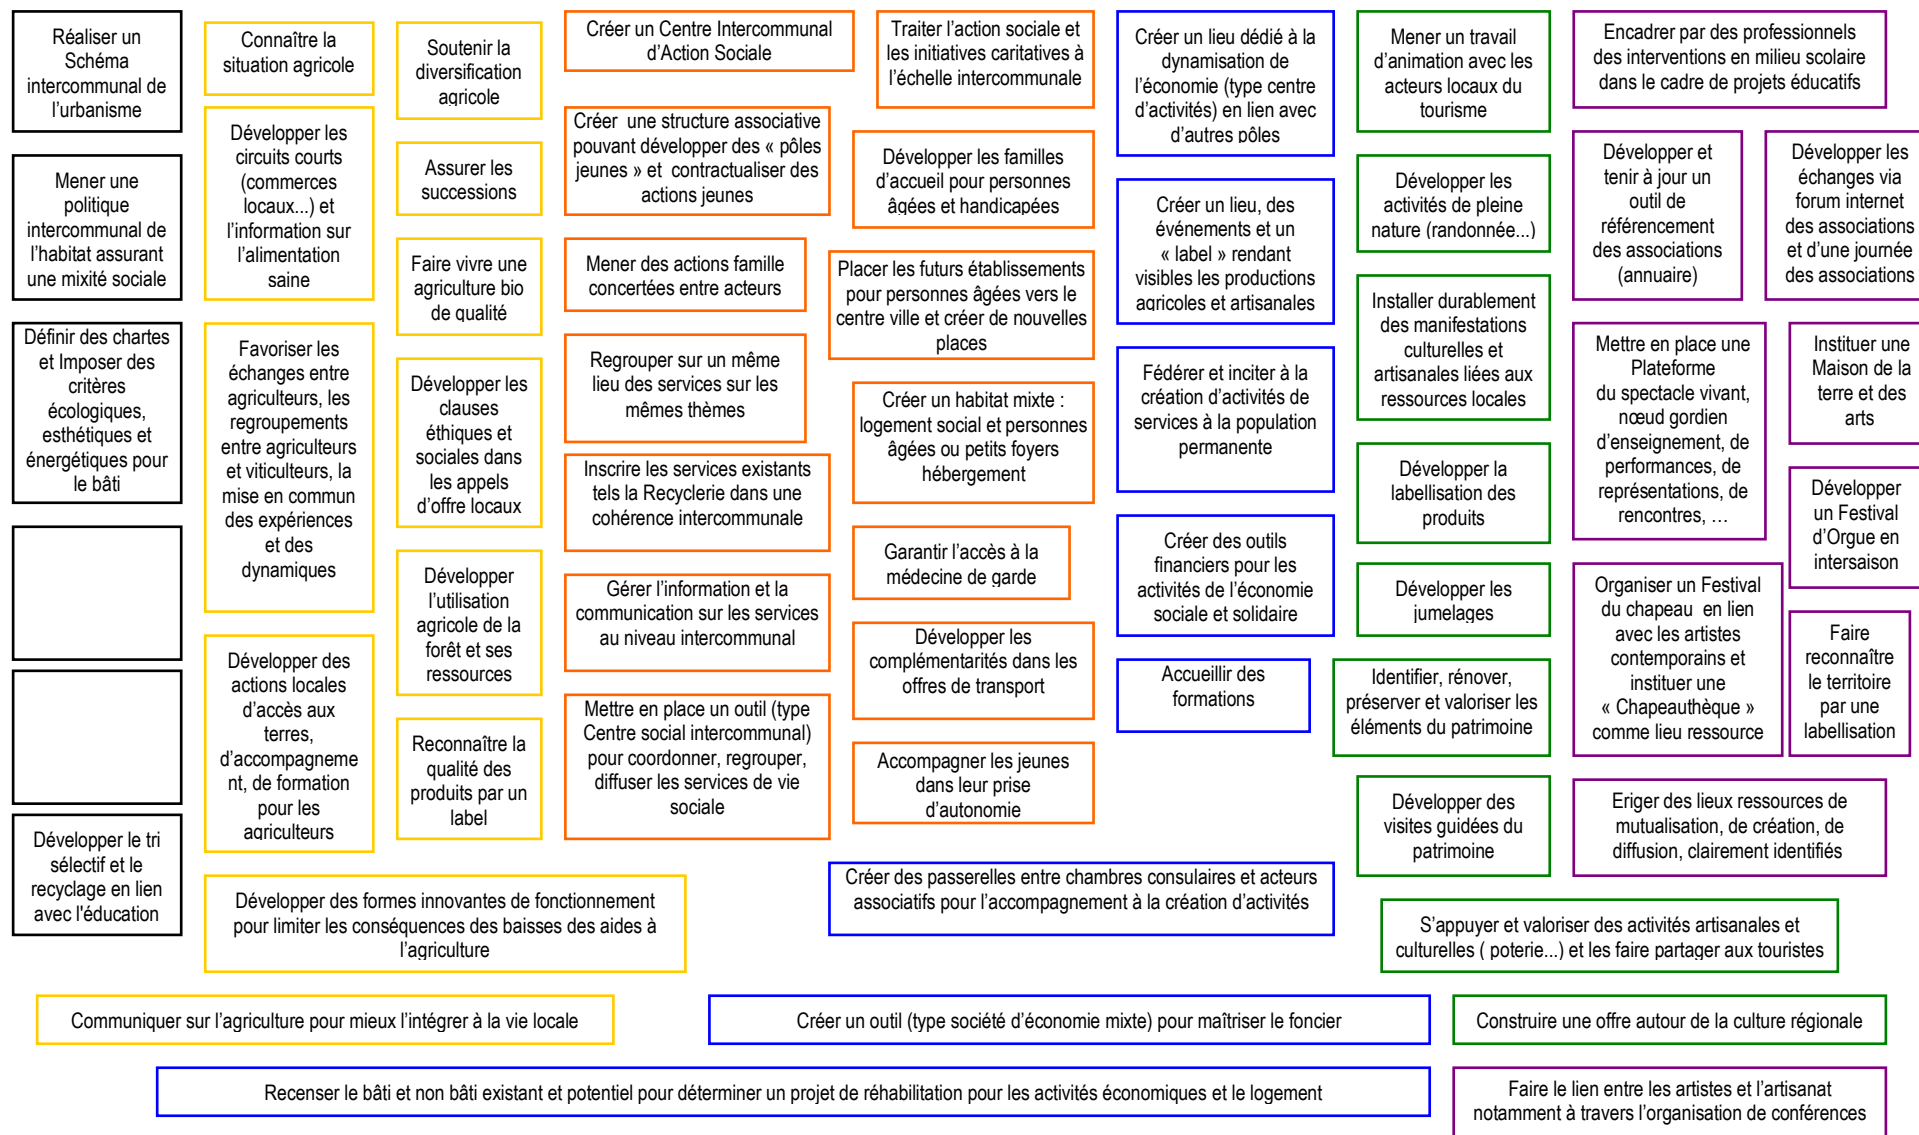 Réaliser un
Schéma
intercommunal de
l’urbanisme
Mener une
politique
intercommunal de
l’habitat assurant
une mixité sociale
Définir des chartes
et Imposer des
critères
écologiques,
esthétiques et
énergétiques pour
le bâti
Développer le tri
sélectif et le
recyclage en lien
avec l'éducation
Connaître la
situation agricole
Développer les
circuits courts
(commerces
locaux...) et
l’information sur
l’alimentation
saine
Favoriser les
échanges entre
agriculteurs, les
regroupements
entre agriculteurs
et viticulteurs, la
mise en commun
des expériences
et des
dynamiques
Développer des
actions locales
d’accès aux
terres,
d’accompagneme
nt, de formation
pour les
agriculteurs
Soutenir la
diversification
agricole
Assurer les
successions
Faire vivre une
agriculture bio
de qualité
Développer les
clauses
éthiques et
sociales dans
les appels
d’offre locaux
Développer
l’utilisation
agricole de la
forêt et ses
ressources
Reconnaître la
qualité des
produits par un
label
Développer des formes innovantes de fonctionnement
pour limiter les conséquences des baisses des aides à
l’agriculture
Communiquer sur l’agriculture pour mieux l’intégrer à la vie locale
Créer un Centre Intercommunal
d’Action Sociale
Créer  une structure associative
pouvant développer des « pôles
jeunes » et  contractualiser des
actions jeunes
Mener des actions famille
concertées entre acteurs
Regrouper sur un même
lieu des services sur les
mêmes thèmes
Inscrire les services existants
tels la Recyclerie dans une
cohérence intercommunale
Gérer l’information et la
communication sur les services
au niveau intercommunal
Mettre en place un outil (type
Centre social intercommunal)
pour coordonner, regrouper,
diffuser les services de vie
sociale
Traiter l’action sociale et
les initiatives caritatives à
l’échelle intercommunale
Développer les familles
d’accueil pour personnes
âgées et handicapées
Placer les futurs établissements
pour personnes âgées vers le
centre ville et créer de nouvelles
places
Créer un habitat mixte :
logement social et personnes
âgées ou petits foyers
hébergement
Garantir l’accès à la
médecine de garde
Développer les
complémentarités dans les
offres de transport
Accompagner les jeunes
dans leur prise
d’autonomie
Créer un lieu dédié à la
dynamisation de
l’économie (type centre
d’activités) en lien avec
d’autres pôles
Créer un lieu, des
événements et un
« label » rendant
visibles les productions
agricoles et artisanales
Fédérer et inciter à la
création d’activités de
services à la population
permanente
Créer des outils
financiers pour les
activités de l’économie
sociale et solidaire
Accueillir des
formations
Créer des passerelles entre chambres consulaires et acteurs
associatifs pour l’accompagnement à la création d’activités
Créer un outil (type société d’économie mixte) pour maîtriser le foncier
Recenser le bâti et non bâti existant et potentiel pour déterminer un projet de réhabilitation pour les activités économiques et le logement
Mener un travail
d’animation avec les
acteurs locaux du
tourisme
Développer les
activités de pleine
nature (randonnée...)
Installer durablement
des manifestations
culturelles et
artisanales liées aux
ressources locales
Développer la
labellisation des
produits
Développer les
jumelages
Identifier, rénover,
préserver et valoriser les
éléments du patrimoine
Développer des
visites guidées du
patrimoine
S’appuyer et valoriser des activités artisanales et
culturelles ( poterie...) et les faire partager aux touristes
Construire une offre autour de la culture régionale
Encadrer par des professionnels
des interventions en milieu scolaire
dans le cadre de projets éducatifs
Développer et
tenir à jour un
outil de
référencement
des associations
(annuaire)
Développer les
échanges via
forum internet
des associations
et d’une journée
des associations
Mettre en place une
Plateforme
du spectacle vivant,
nœud gordien
d’enseignement, de
performances, de
représentations, de
rencontres, …
Instituer une
Maison de la
terre et des
arts
Développer
un Festival
d’Orgue en
intersaison
Organiser un Festival
du chapeau  en lien
avec les artistes
contemporains et
instituer une
« Chapeauthèque »
comme lieu ressource
Faire
reconnaître
le territoire
par une
labellisation
Eriger des lieux ressources de
mutualisation, de création, de
diffusion, clairement identifiés
Faire le lien entre les artistes et l’artisanat
notamment à travers l’organisation de conférences